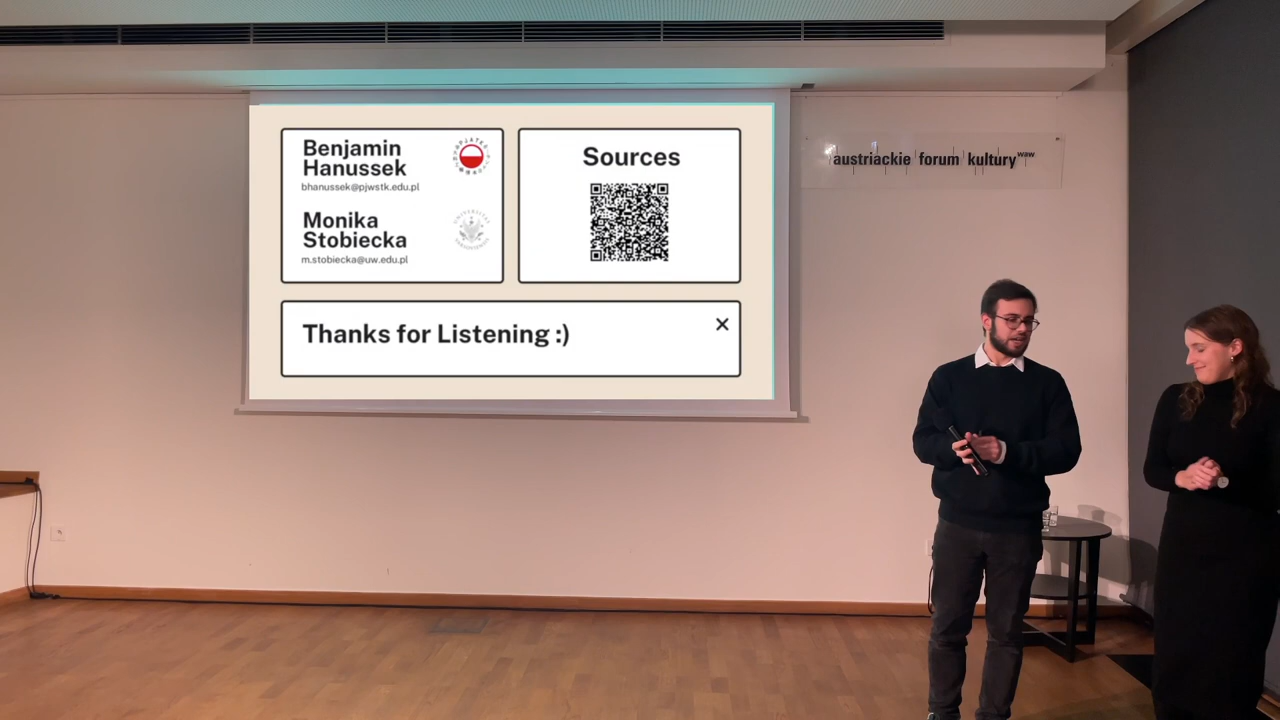 Benjamin
Hanussek
bhanussek@pjwstk.edu.pl
Monika
Stobiecka
m.stobiecka@uw.edu.pl
Sources
Thanks for Listening :)
austriackie forum kultury waw